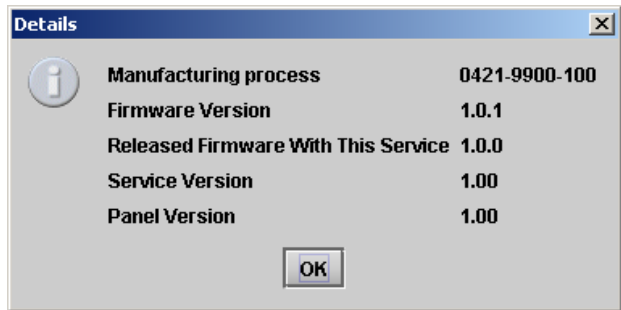 Details
Manufacturing process 0421-9900-100
Firmware Version 1.0.1
Released Firmware With This Service 1.0.0
Service Version 1.00
Panel Version 1.00
OK